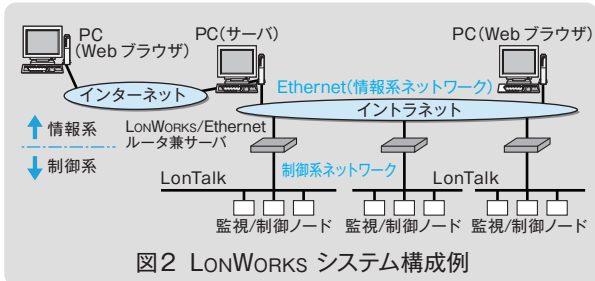 PC
(Web ブラウザ)
PC(サーバ)
PC(Web ブラウザ)
インターネット
Ethernet(情報系ネットワーク)
イントラネット
情報系
制御系
LONWORKS/Ethernet
ルータ兼サーバ
制御系ネットワーク
LonTalk
LonTalk
監視/制御ノード
監視/制御ノード
監視/制御ノード
図2 LONWORKS システム構成例